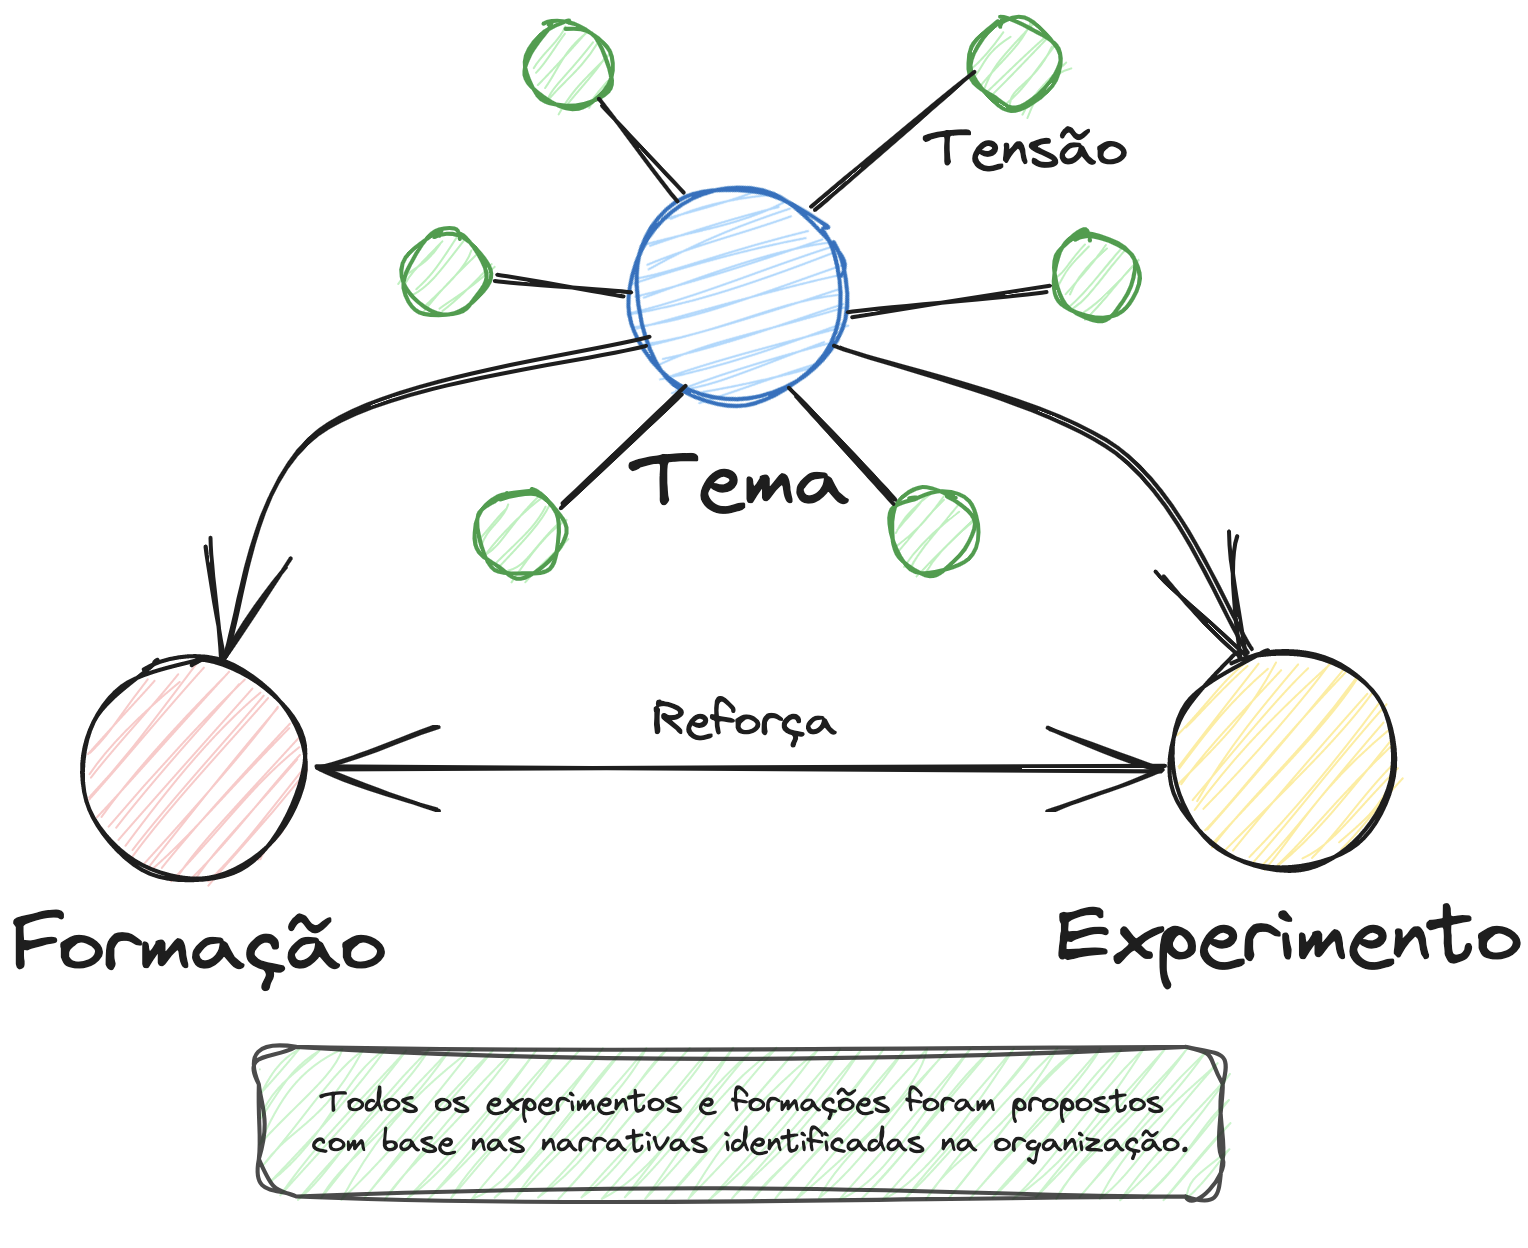 Tensão
Tema
Reforça
Formação
Experimento
Todos os experimentos e formações foram propostos
com base nas narrativas identificadas na organização.